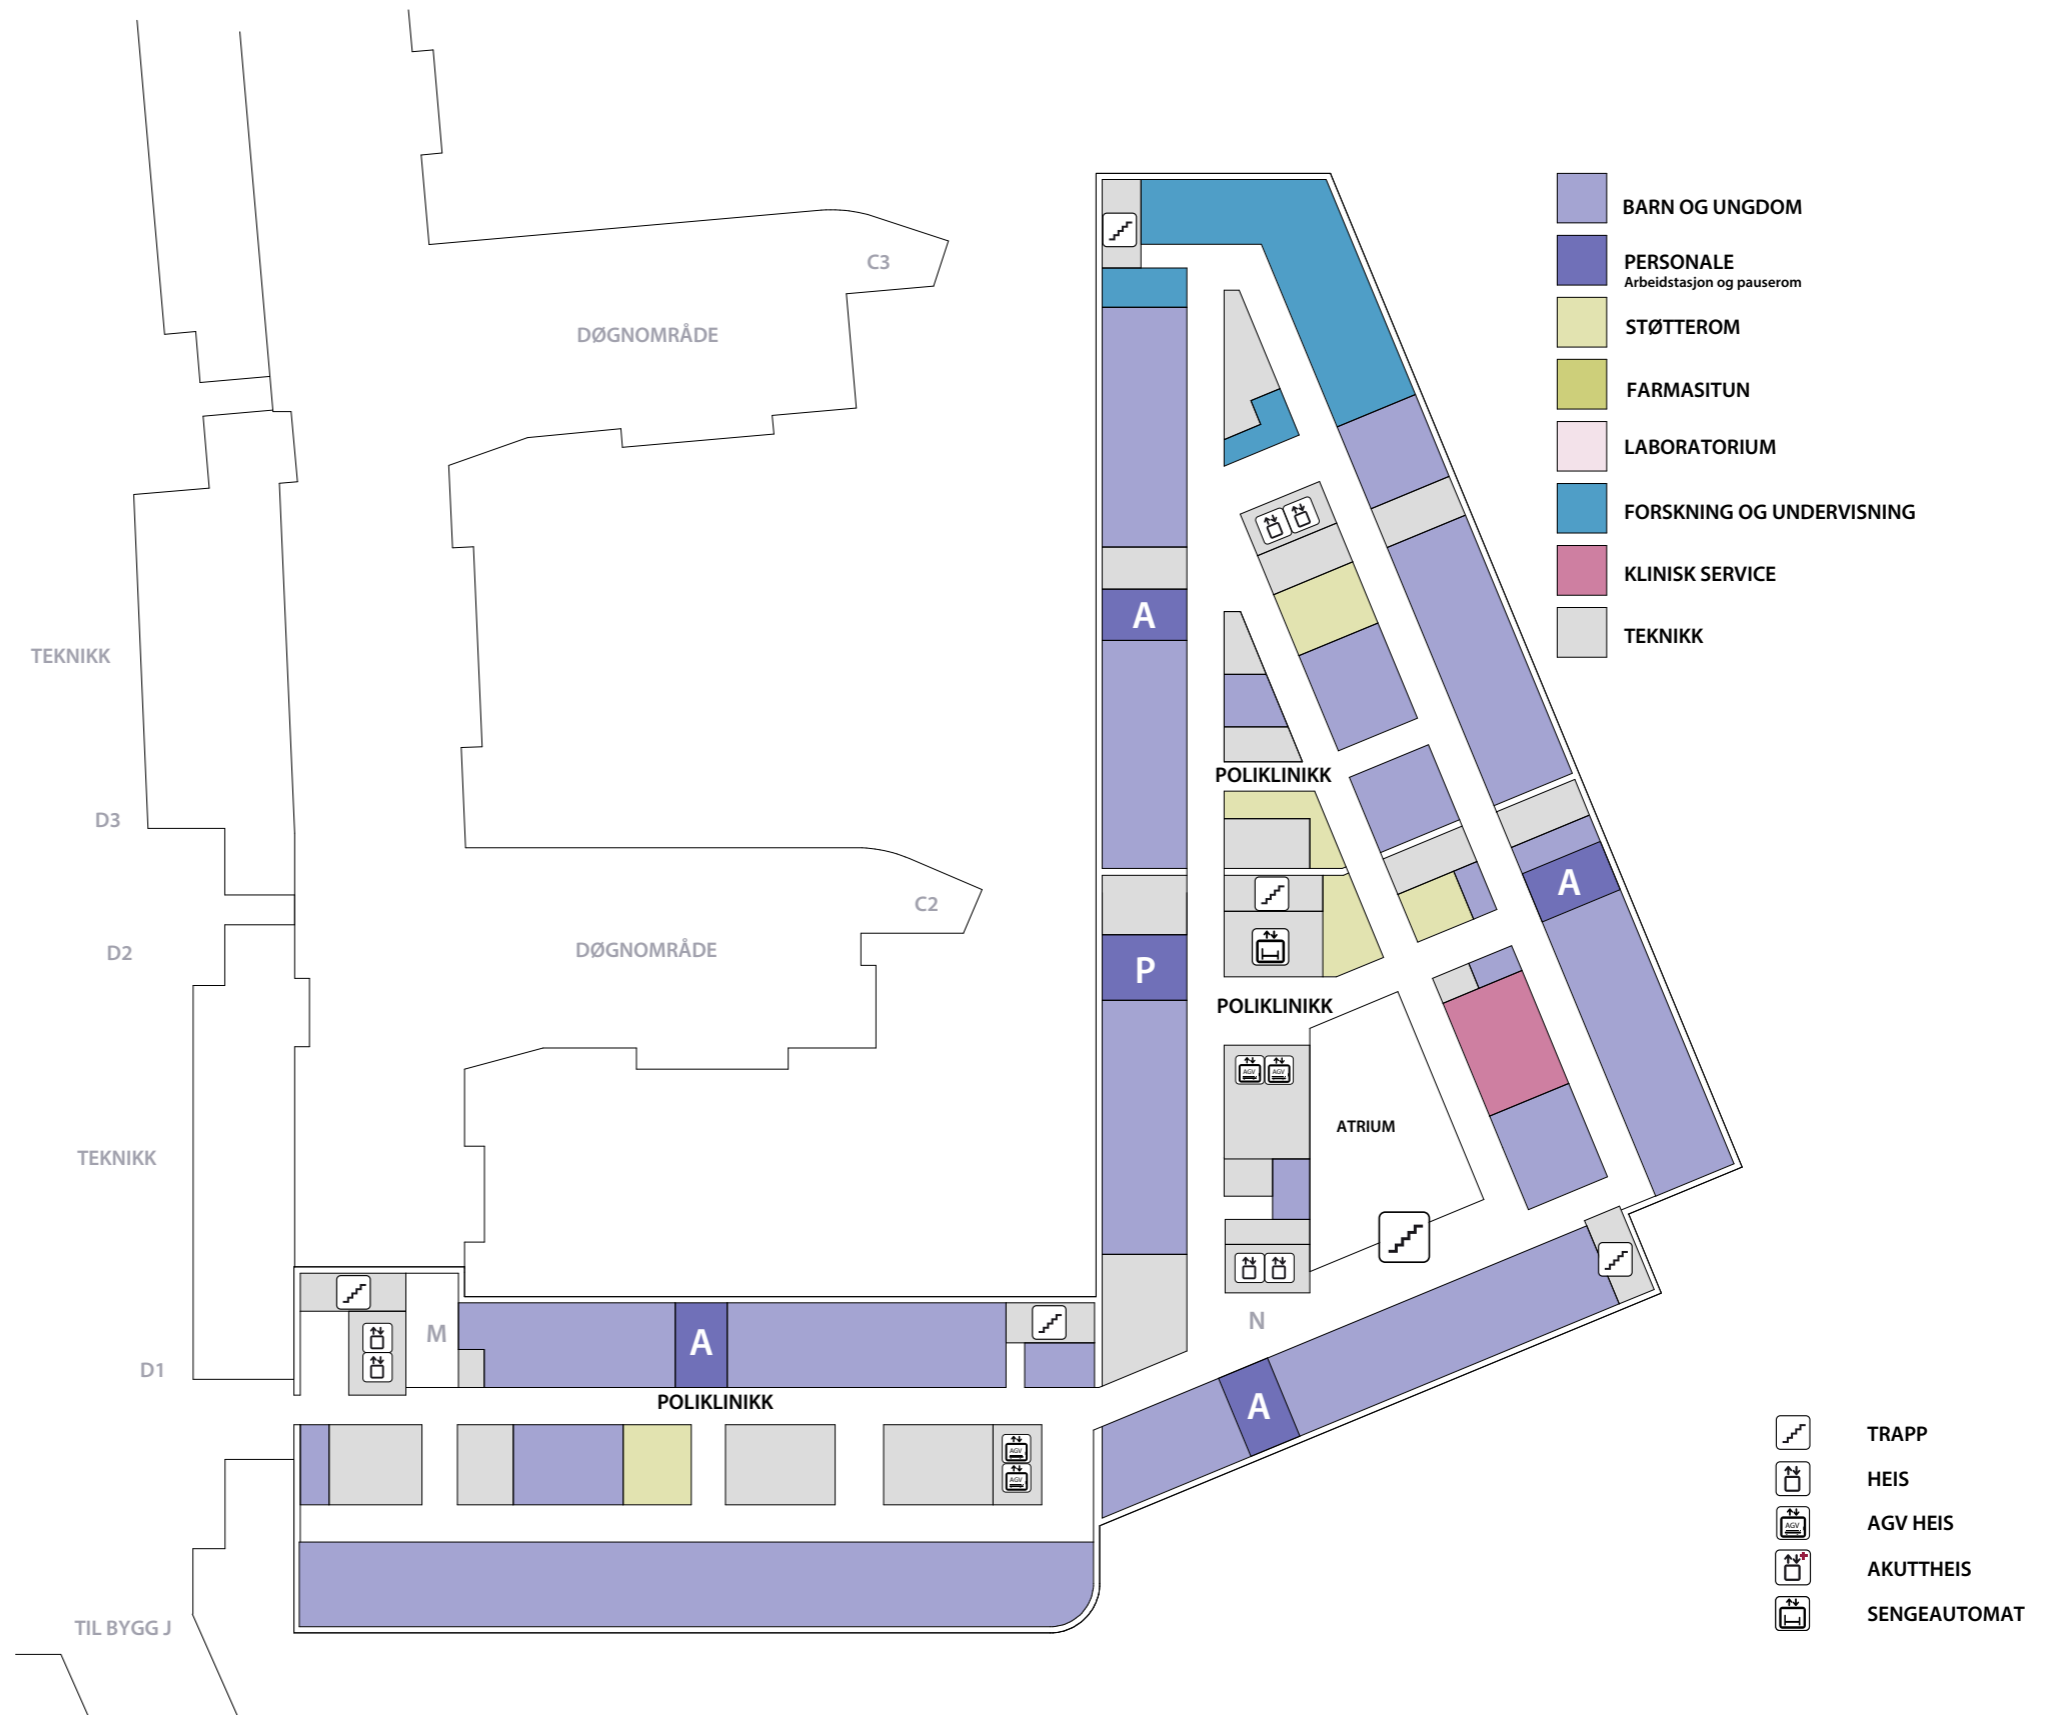 C3
DØGNOMRÅDE
TEKNIKK
D3
D2
C2
DØGNOMRÅDE
TEKNIKK
D1
TIL BYGG J
M
A
POLIKLINIKK
AGV
AGV
A
P
POLIKLINIKK
POLIKLINIKK
AGV
AGV
ATRIUM
N
A
A
BARN OG UNGDOM
PERSONALE
Arbeidstasjon og pauserom
STØTTEROM
FARMASITUN
LABORATORIUM
FORSKNING OG UNDERVISNING
KLINISK SERVICE
TEKNIKK
TRAPP
HEIS
AGV
AGV HEIS
AKUTTHEIS
SENGEAUTOMAT